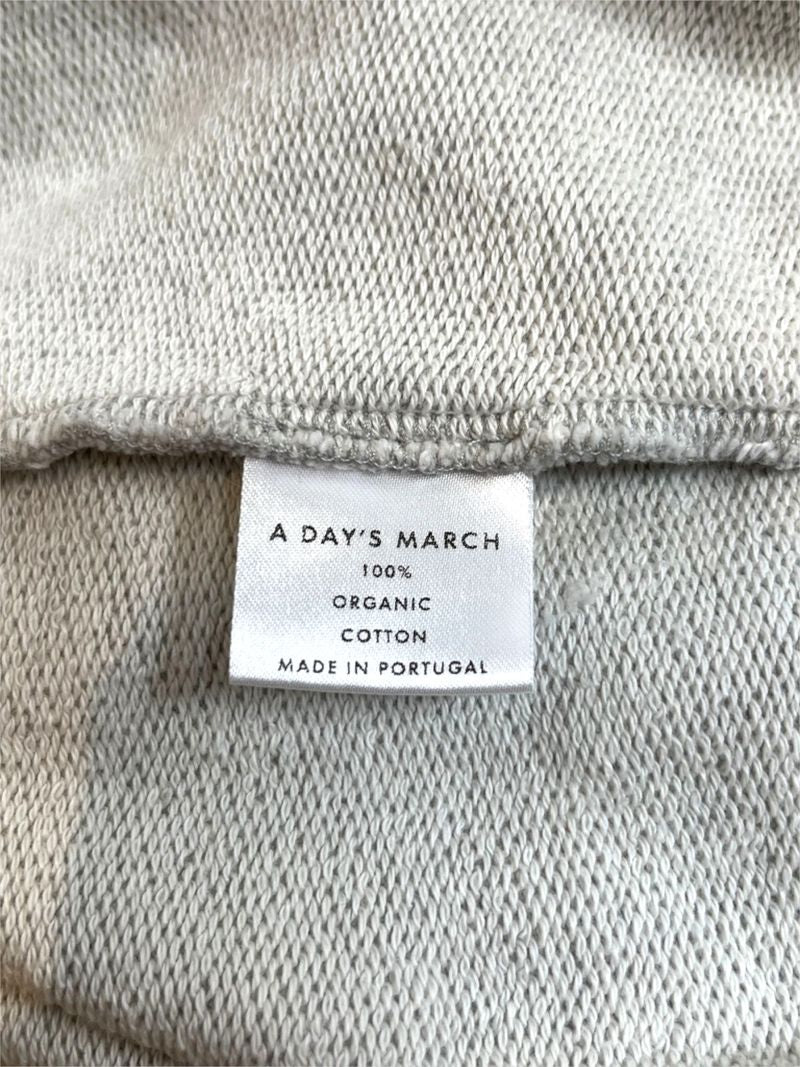 A DAY'S MARCH
100%
ORGANIC
COTTON
MADE IN PORTUGAL